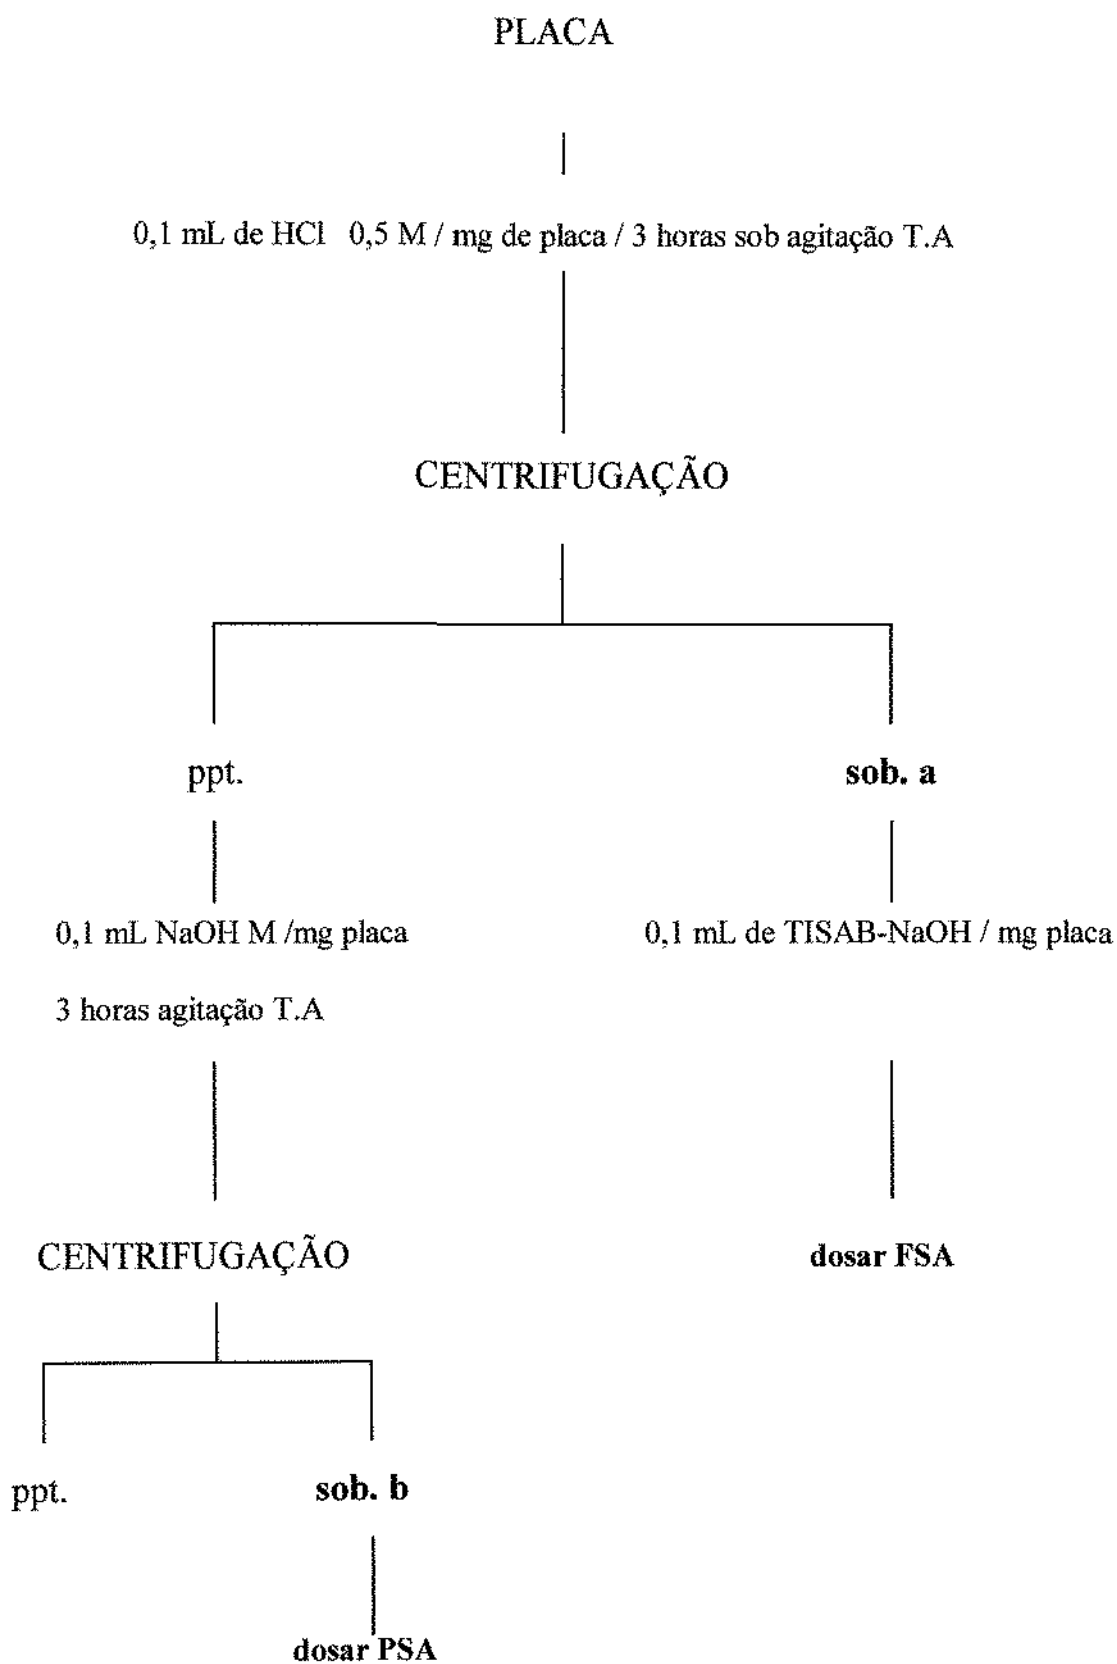 PLACA
0,1 mL de HCl 0,5 M / mg de placa / 3 horas sob agitação T.A
CENTRIFUGAÇÃO
ppt.
sob. a
0,1 mL NaOH M /mg placa
0,1 mL de TISAB-NaOH / mg placa
3 horas agitação T.A
CENTRIFUGAÇÃO
dosar FSA
ppt.
sob. b
dosar PSA